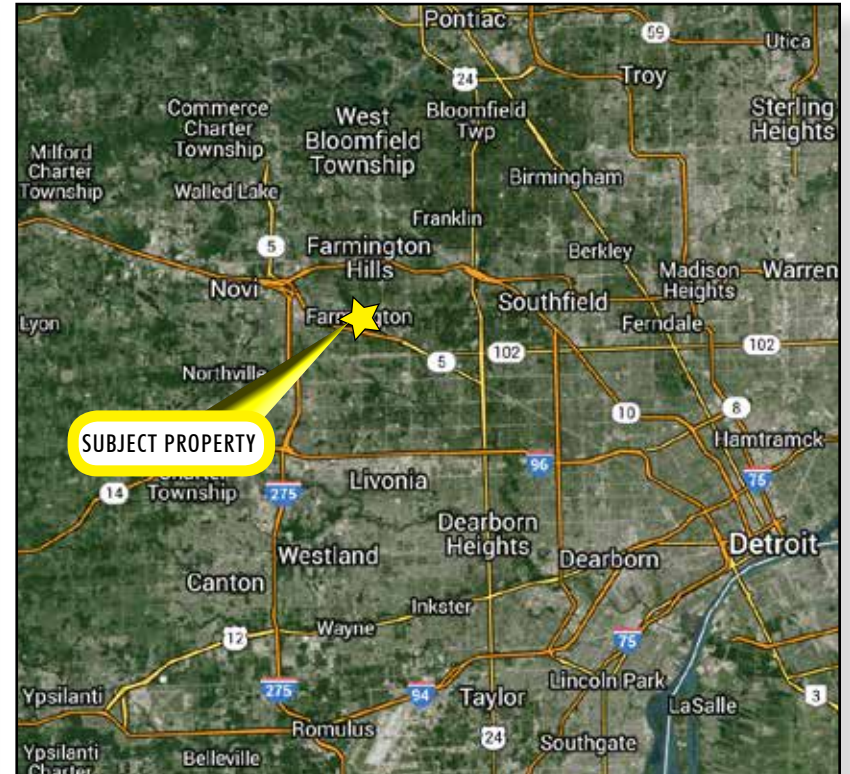 Pontiac
59
Utica
24
Troy
Commerce
Charter
Township
West
Bloomfield
Township
Bloomfield
Twp
Sterling
Heights
Milford
Charter
Township
Walled Lake
Birmingham
Franklin
5
Farmington
Hills
Berkley
Novi
Madison
Heights
Warren
Southfield
Lyon
Ferndale
5
102
102
Northville
10
8
SUBJECT PROPERTY
Hamtramck
96
75
Township
14
275
Livonia
Dearborn
Heights
Detroit
Westland
Dearborn
Canton
Inkster
Wayne
12
75
275
94
Taylor
Lincoln Park
Ypsilanti
LaSalle
3
Romulus
24
Southgate
Ypsilanti
Charter
Belleville